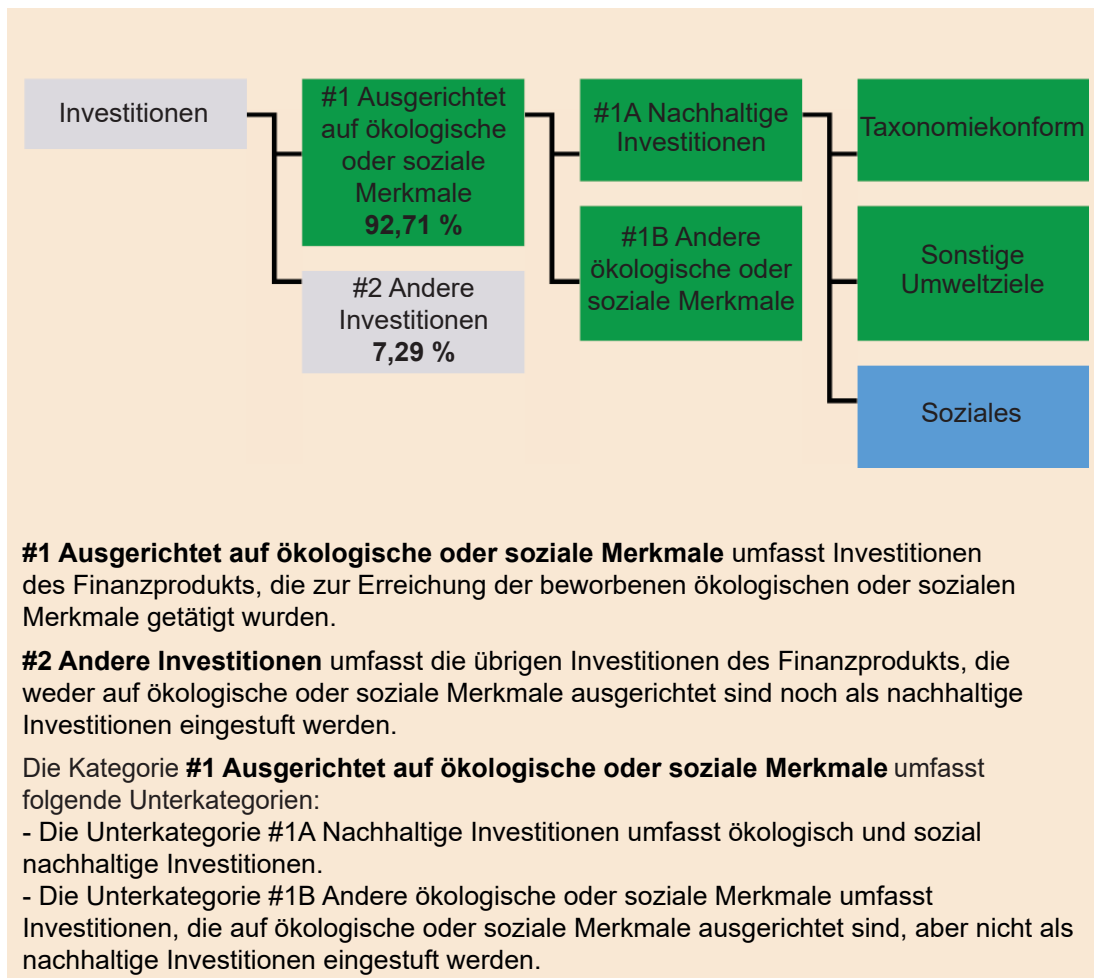 Investitionen
#1 Ausgerichtet
auf ökologische
oder soziale
Merkmale
92,71 %
#2 Andere
Investitionen
7,29 %
#1A Nachhaltige
Investitionen
#1B Andere
ökologische oder
soziale Merkmale
Taxonomiekonform
Sonstige
Umweltziele
Soziales
#1 Ausgerichtet auf ökologische oder soziale Merkmale umfasst Investitionen
des Finanzprodukts, die zur Erreichung der beworbenen ökologischen oder sozialen
Merkmale getätigt wurden.
#2 Andere Investitionen umfasst die übrigen Investitionen des Finanzprodukts, die
weder auf ökologische oder soziale Merkmale ausgerichtet sind noch als nachhaltige
Investitionen eingestuft werden.
Die Kategorie #1 Ausgerichtet auf ökologische oder soziale Merkmale umfasst
folgende Unterkategorien:
- Die Unterkategorie #1A Nachhaltige Investitionen umfasst ökologisch und sozial
nachhaltige Investitionen.
- Die Unterkategorie #1B Andere ökologische oder soziale Merkmale umfasst
Investitionen, die auf ökologische oder soziale Merkmale ausgerichtet sind, aber nicht als
nachhaltige Investitionen eingestuft werden.